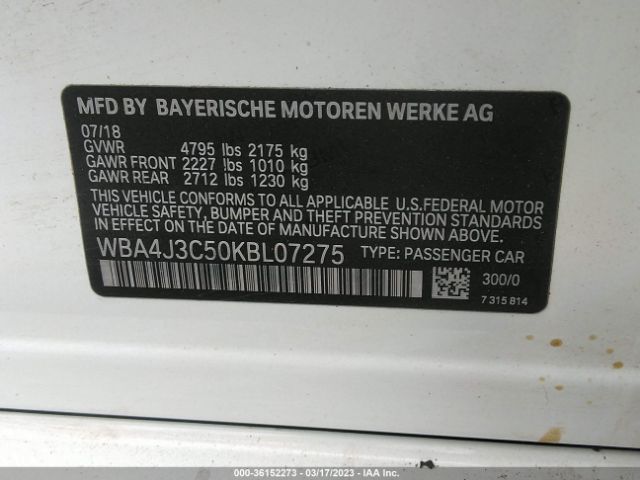 MFD BY BAYERISCHE MOTOREN WERKE AG
07/18
GVWR 4795 lbs 2175 kg
GAWR FRONT 2227 lbs 1010 kg
GAWR REAR 2712 lbs 1230 kg
THIS VEHICLE CONFORMS TO ALL APPLICABLE U.S.FEDERAL MOTOR
VEHICLE SAFETY, BUMPER AND THEFT PREVENTION STANDARDS
IN EFFECT ON THE DATE OF MANUFACTURE SHOWN ABOVE.
WBA4J3C50KBL07275 TYPE: PASSENGER CAR
300/0
7 315 814
000-36152273 - 03/17/2023 - IAA Inc.